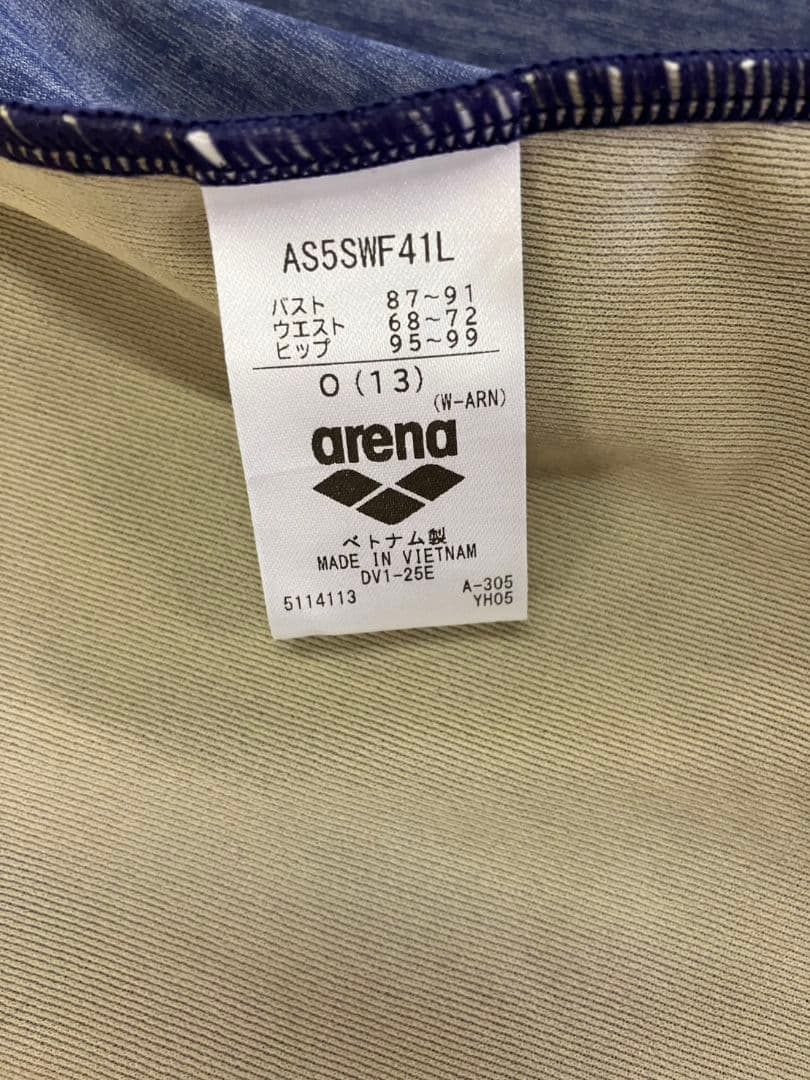 AS5SWF41L
バスト 87~91
ウエスト 68~72
ヒップ 95~99
O(13)
(W-ARN)
arena
ベトナム製
MADE IN VIETNAM
DV1-25E
5114113 A-305
YH05